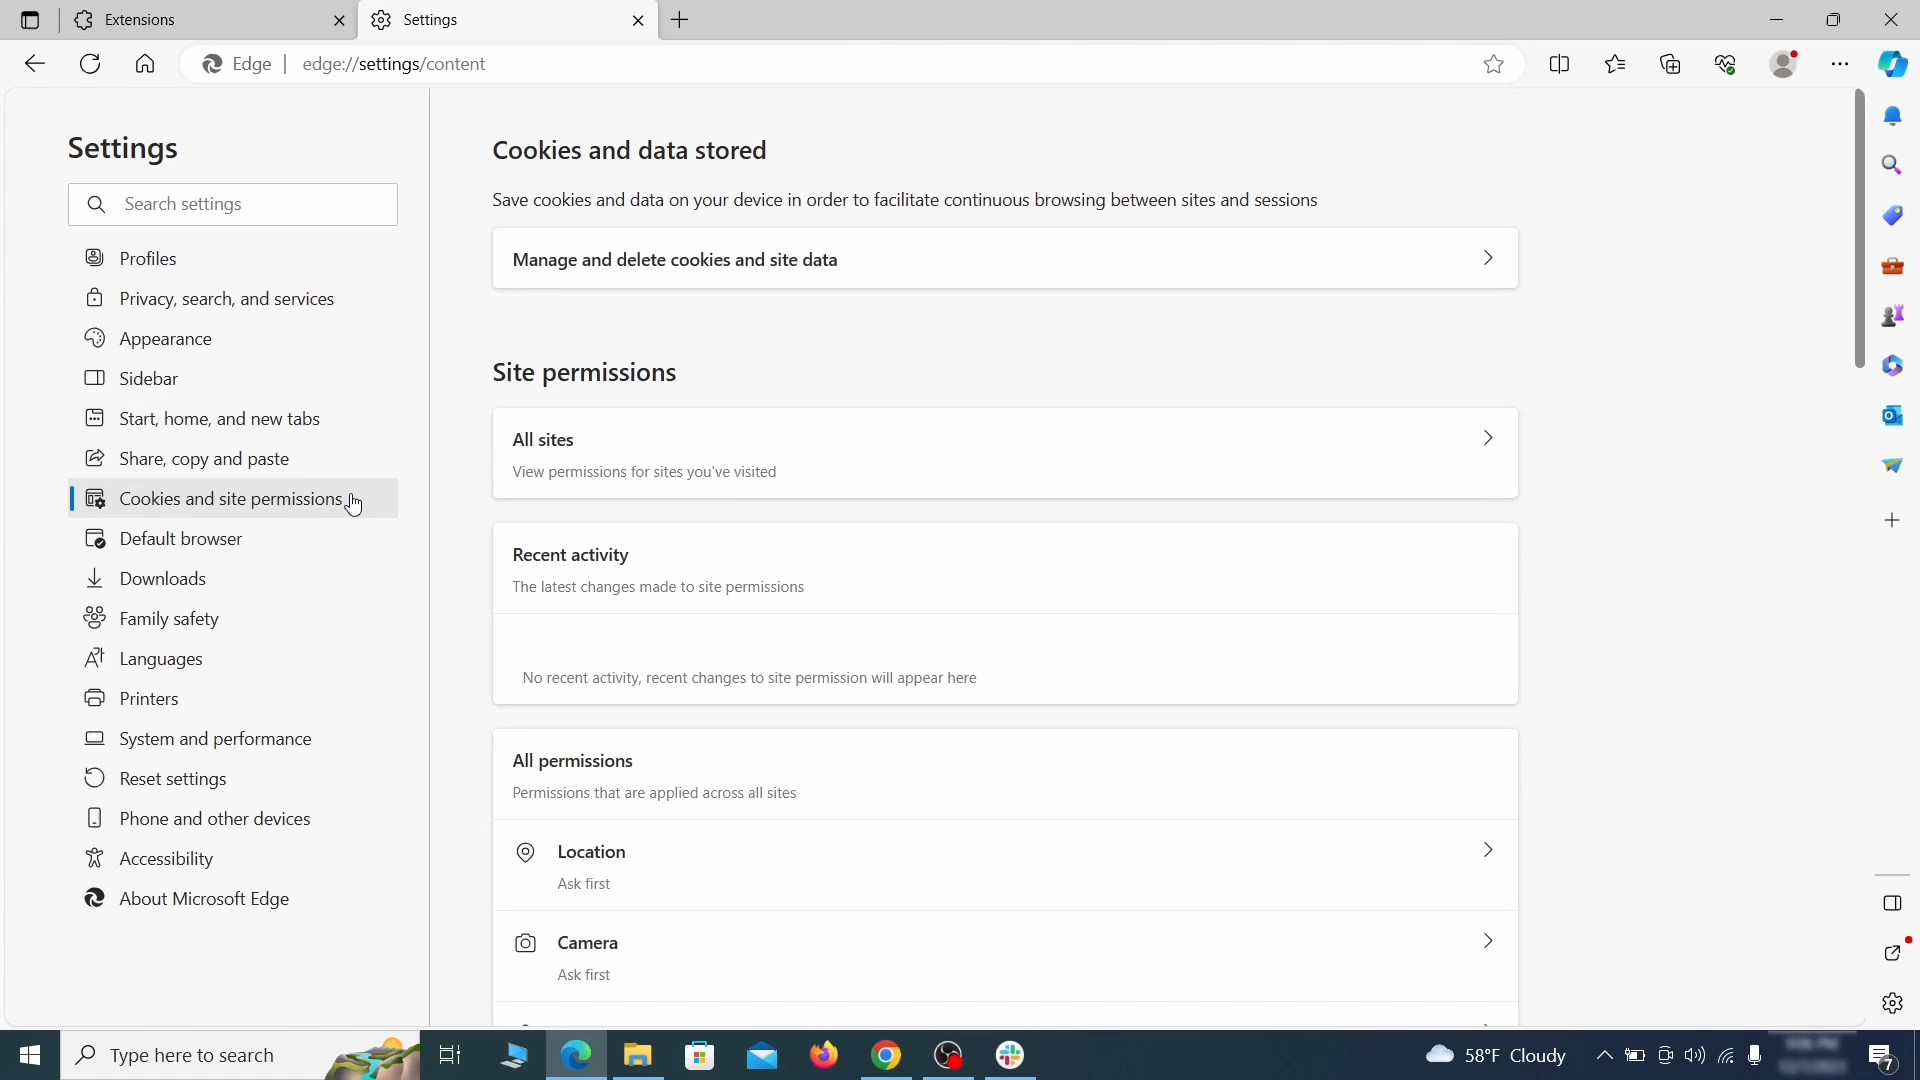 Extensions
Settings
Edge
edge://settings/content
Settings
Search settings
Profiles
Privacy, search, and services
Appearance
Sidebar
Start, home, and new tabs
Share, copy and paste
Cookies and site permissions
Default browser
Downloads
Family safety
Languages
Printers
System and performance
Reset settings
Phone and other devices
Accessibility
About Microsoft Edge
Cookies and data stored
Save cookies and data on your device in order to facilitate continuous browsing between sites and sessions
Manage and delete cookies and site data
Site permissions
All sites
View permissions for sites you've visited
Recent activity
The latest changes made to site permissions
No recent activity, recent changes to site permission will appear here
All permissions
Permissions that are applied across all sites
Location
Ask first
Camera
Ask first
Type here to search
58°F Cloudy
7